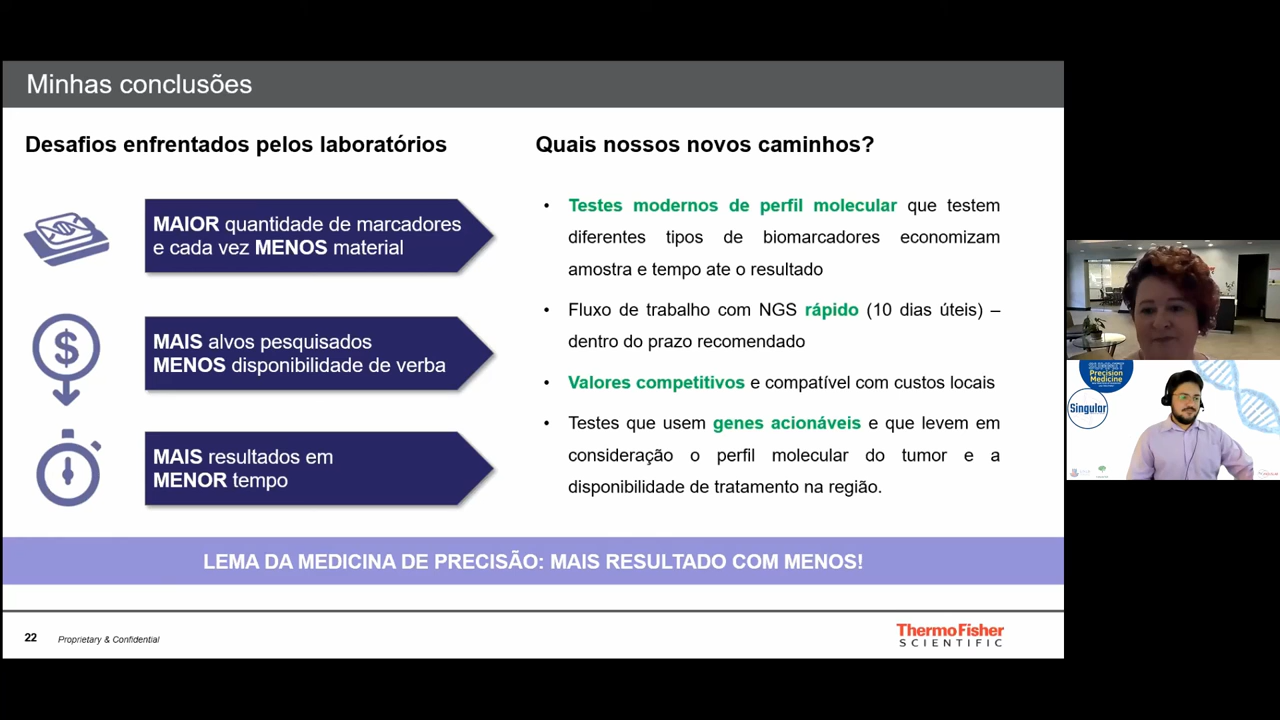 Minhas conclusões
Desafios enfrentados pelos laboratórios
MAIOR quantidade de marcadores
e cada vez MENOS material
MAIS alvos pesquisados
MENOS disponibilidade de verba
MAIS resultados em
MENOR tempo
Quais nossos novos caminhos?
• Testes modernos de perfil molecular que testem
diferentes tipos de biomarcadores economizam
amostra e tempo ate o resultado
• Fluxo de trabalho com NGS rápido (10 dias úteis) –
dentro do prazo recomendado
• Valores competitivos e compatível com custos locais
• Testes que usem genes acionáveis e que levem em
consideração o perfil molecular do tumor e a
disponibilidade de tratamento na região.
LEMA DA MEDICINA DE PRECISÃO: MAIS RESULTADO COM MENOS!
22 Proprietary & Confidential
ThermoFisher
SCIENTIFIC
SUMMIT
Precision
Medicine
Singular